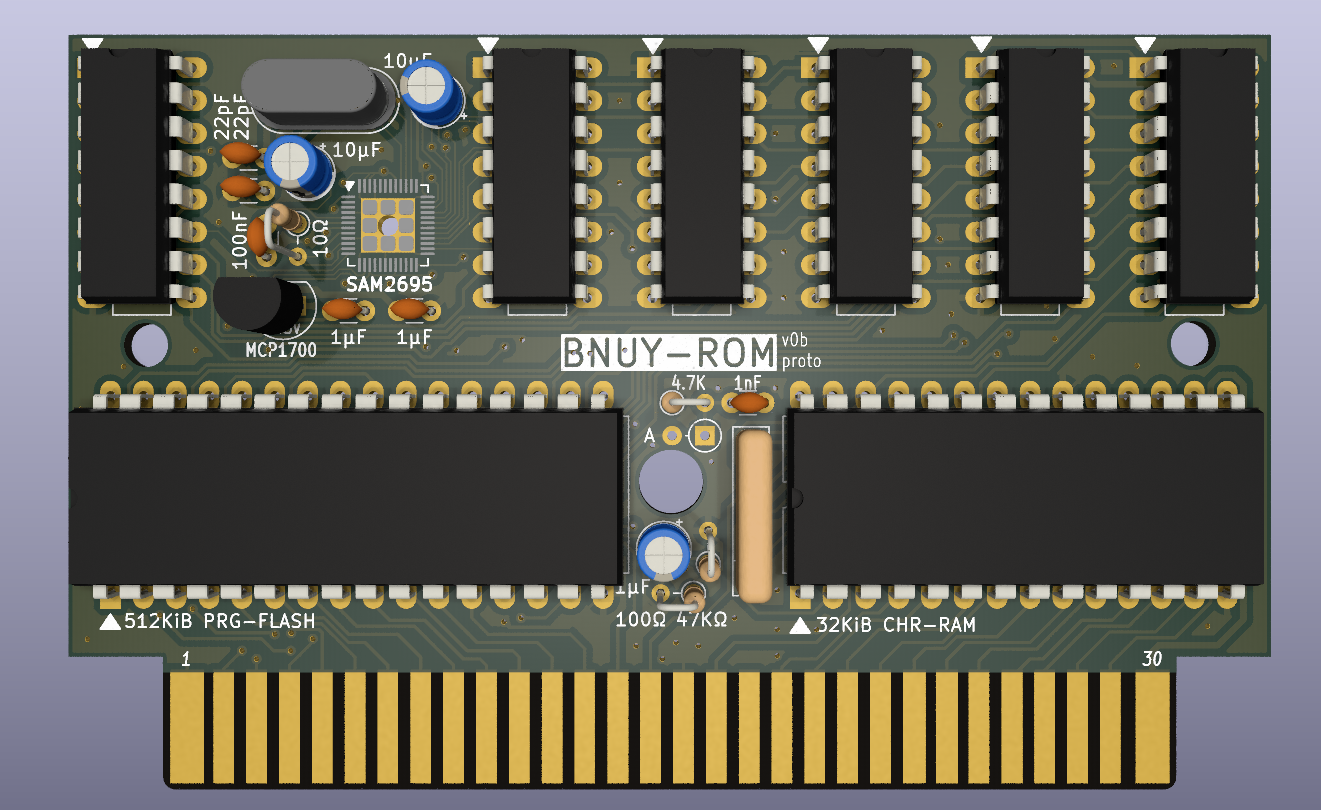 10µF
22pF
22pF
10µF
100nF
10Ω
SAM2695
MCP1700
1µF
1µF
BNUY-ROM
v0b
proto
4.7K
1nF
A
1µF
100Ω 47KΩ
512KiB PRG-FLASH
32KiB CHR-RAM
1
30